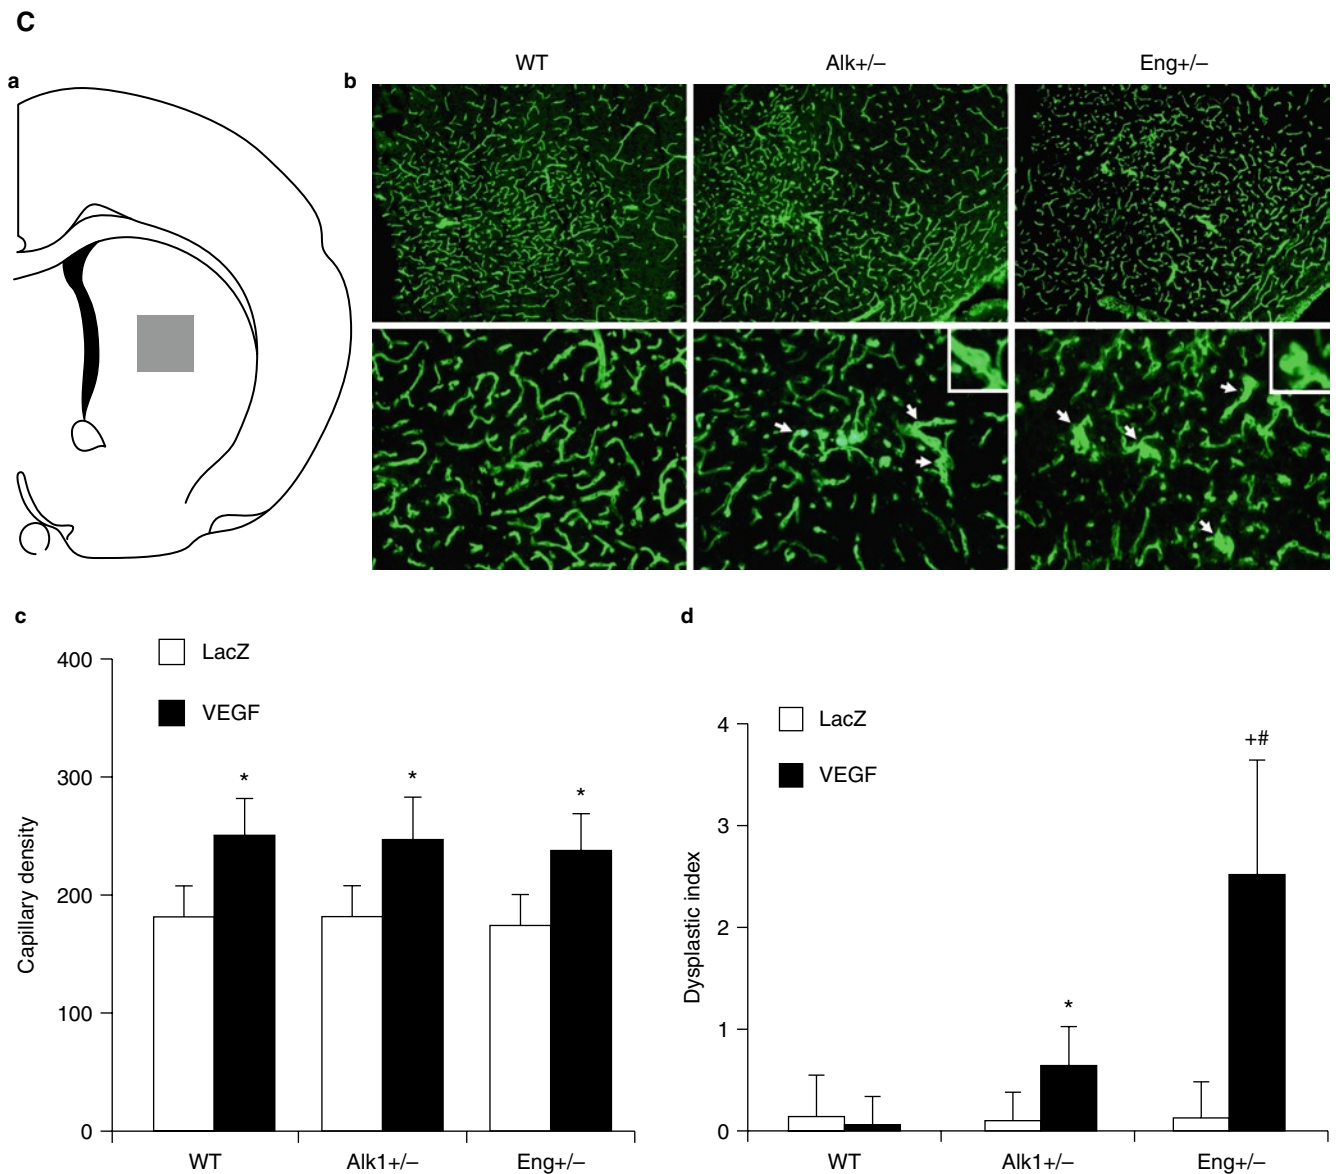 C
a
b
WT
Alk+/–
Eng+/–
c
LacZ
VEGF
400
300
200
100
0
Capillary density
*
*
*
WT
Alk1+/–
Eng+/–
d
LacZ
VEGF
4
3
2
1
0
Dysplastic index
*
+#
WT
Alk1+/–
Eng+/–